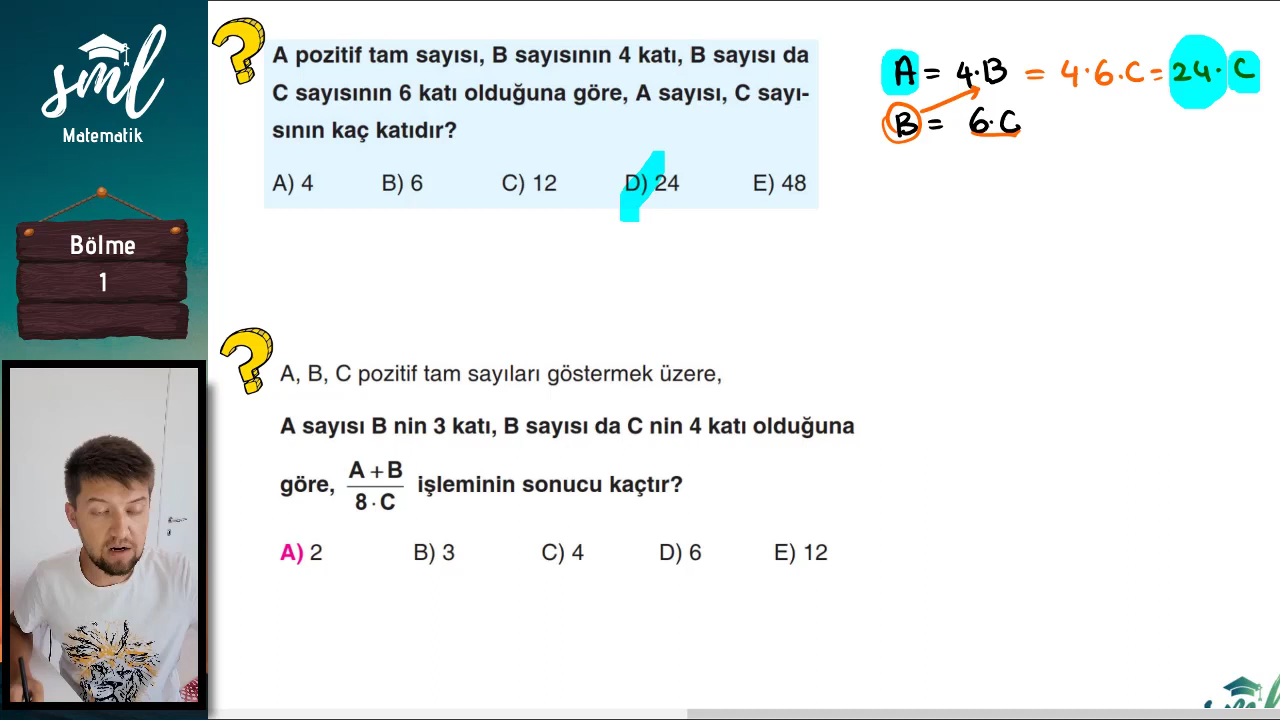 sml
Matematik
Bölme
1
A pozitif tam sayısı, B sayısının 4 katı, B sayısı da
C sayısının 6 katı olduğuna göre, A sayısı, C sayı-
sının kaç katıdır?
A) 4 B) 6 C) 12 D) 24 E) 48
A = 4·B = 4·6·C = 24·C
B = 6·C
A, B, C pozitif tam sayıları göstermek üzere,
A sayısı B nin 3 katı, B sayısı da C nin 4 katı olduğuna
göre, A+B / 8·C işleminin sonucu kaçtır?
A) 2 B) 3 C) 4 D) 6 E) 12